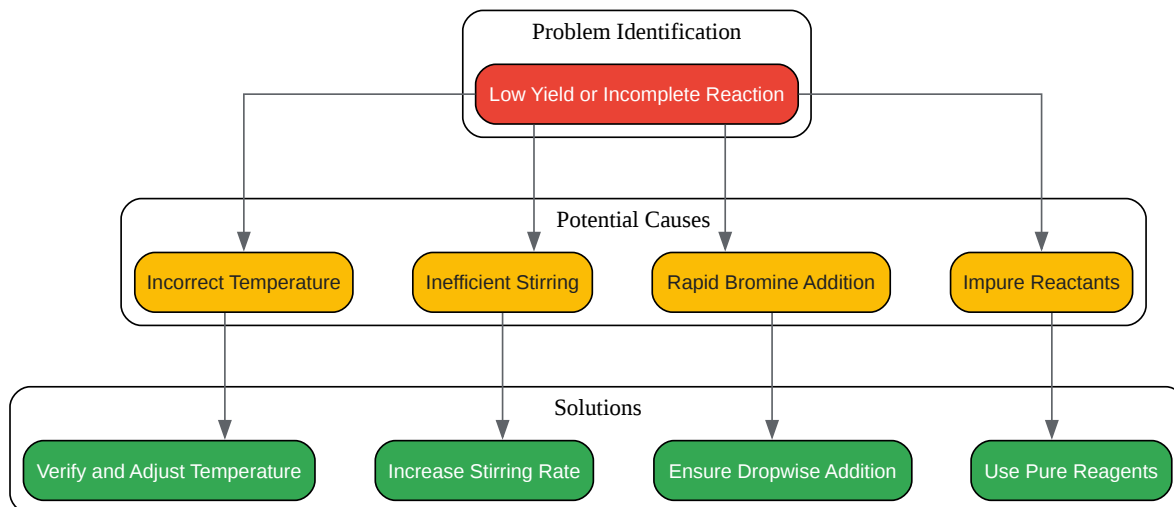 Problem Identification
Low Yield or Incomplete Reaction
Potential Causes
Incorrect Temperature
Inefficient Stirring
Rapid Bromine Addition
Impure Reactants
Solutions
Verify and Adjust Temperature
Increase Stirring Rate
Ensure Dropwise Addition
Use Pure Reagents